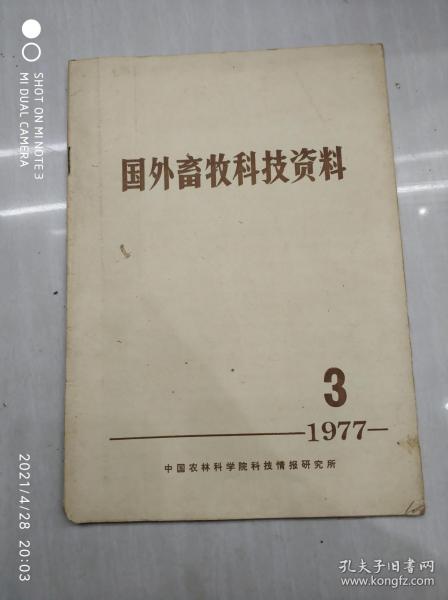 SHOT ON MI NOTE 3
MI DUAL CAMERA
国外畜牧科技资料
3
1977
中国农林科学院科技情报研究所
2021/4/28 20:03
孔夫子旧书网
www.kongfz.com